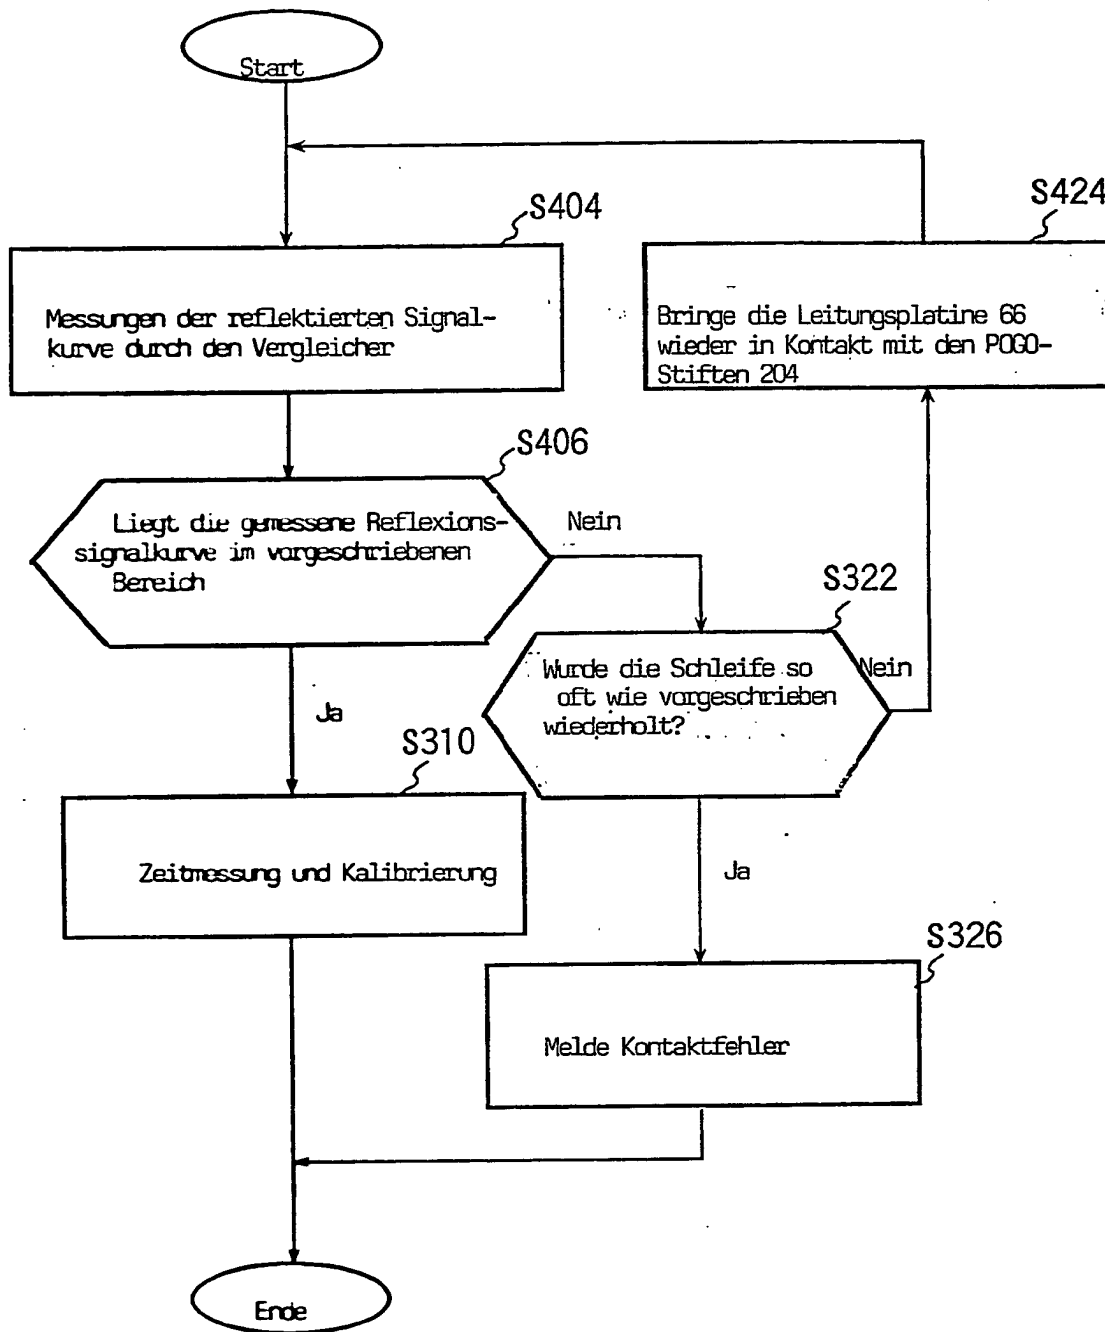 Start
S404
Messungen der reflektierten Signal-
kurve durch den Vergleicher
S424
Bringe die Leitungsplatine 66
wieder in Kontakt mit den POGO-
Stiften 204
S406
Liegt die gemessene Reflexions-
signalkurve im vorgeschriebenen
Bereich
Nein
Ja
S322
Wurde die Schleife so
oft wie vorgeschrieben
wiederholt?
Nein
Ja
S310
Zeitmessung und Kalibrierung
S326
Melde Kontaktfehler
Ende